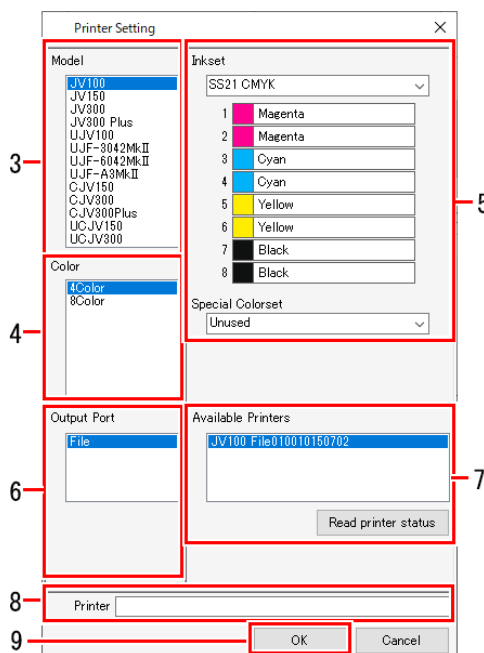 Printer Setting
Model
JV100
JV150
JV300
JV300 Plus
UJV100
UJF-3042MkⅡ
UJF-6042MkⅡ
UJF-A3MkⅡ
CJV150
CJV300
CJV300Plus
UCJV150
UCJV300
3
Inkset
SS21 CMYK
1 Magenta
2 Magenta
3 Cyan
4 Cyan
5 Yellow
6 Yellow
7 Black
8 Black
Special Colorset
Unused
5
Color
4Color
8Color
4
Output Port
File
6
Available Printers
JV100 File010010150702
Read printer status
7
8
Printer
9
OK
Cancel